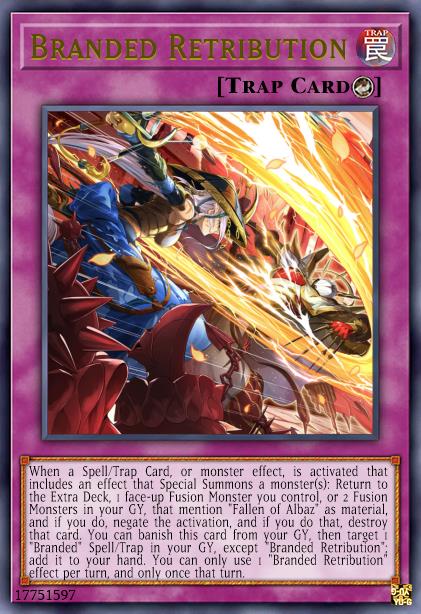 BRANDED RETRIBUTION
TRAP
罠
[TRAP CARD]
When a Spell/Trap Card, or monster effect, is activated that
includes an effect that Special Summons a monster(s): Return to
the Extra Deck, 1 face-up Fusion Monster you control, or 2 Fusion
Monsters in your GY, that mention "Fallen of Albaz" as material,
and if you do, negate the activation, and if you do that, destroy
that card. You can banish this card from your GY, then target 1
"Branded" Spell/Trap in your GY, except "Branded Retribution";
add it to your hand. You can only use 1 "Branded Retribution"
effect per turn, and only once that turn.
17751597